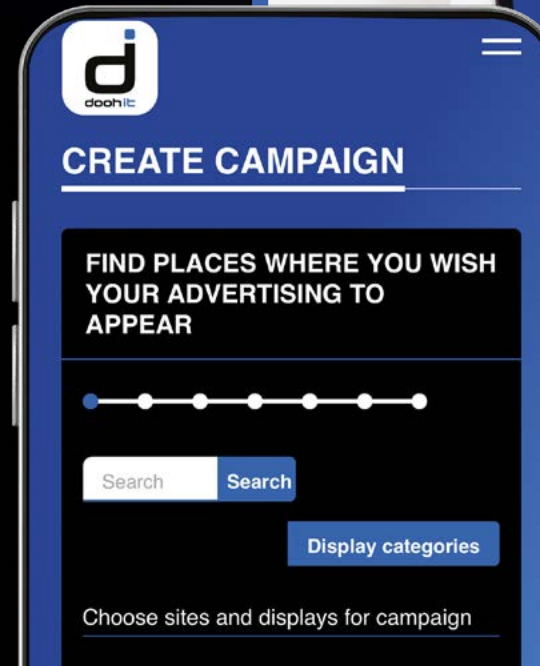 doohit
CREATE CAMPAIGN
FIND PLACES WHERE YOU WISH
YOUR ADVERTISING TO
APPEAR
Search Search
Display categories
Choose sites and displays for campaign